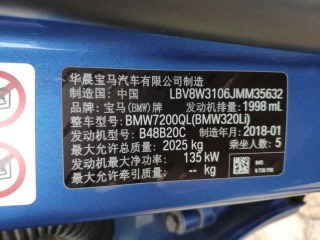 华晨宝马汽车有限公司制造
制造国：中国 LBV8W3106JMM35632
品牌：宝马(BMW)牌 发动机排量：1998 mL
整车型号：BMW7200QL(BMW320Li)
发动机型号：B48B20C 制造年月：2018-01
最大允许总质量：2025 kg 乘坐人数：5
发动机最大净功率：135 kW
最大允许牵引质量：-- kg